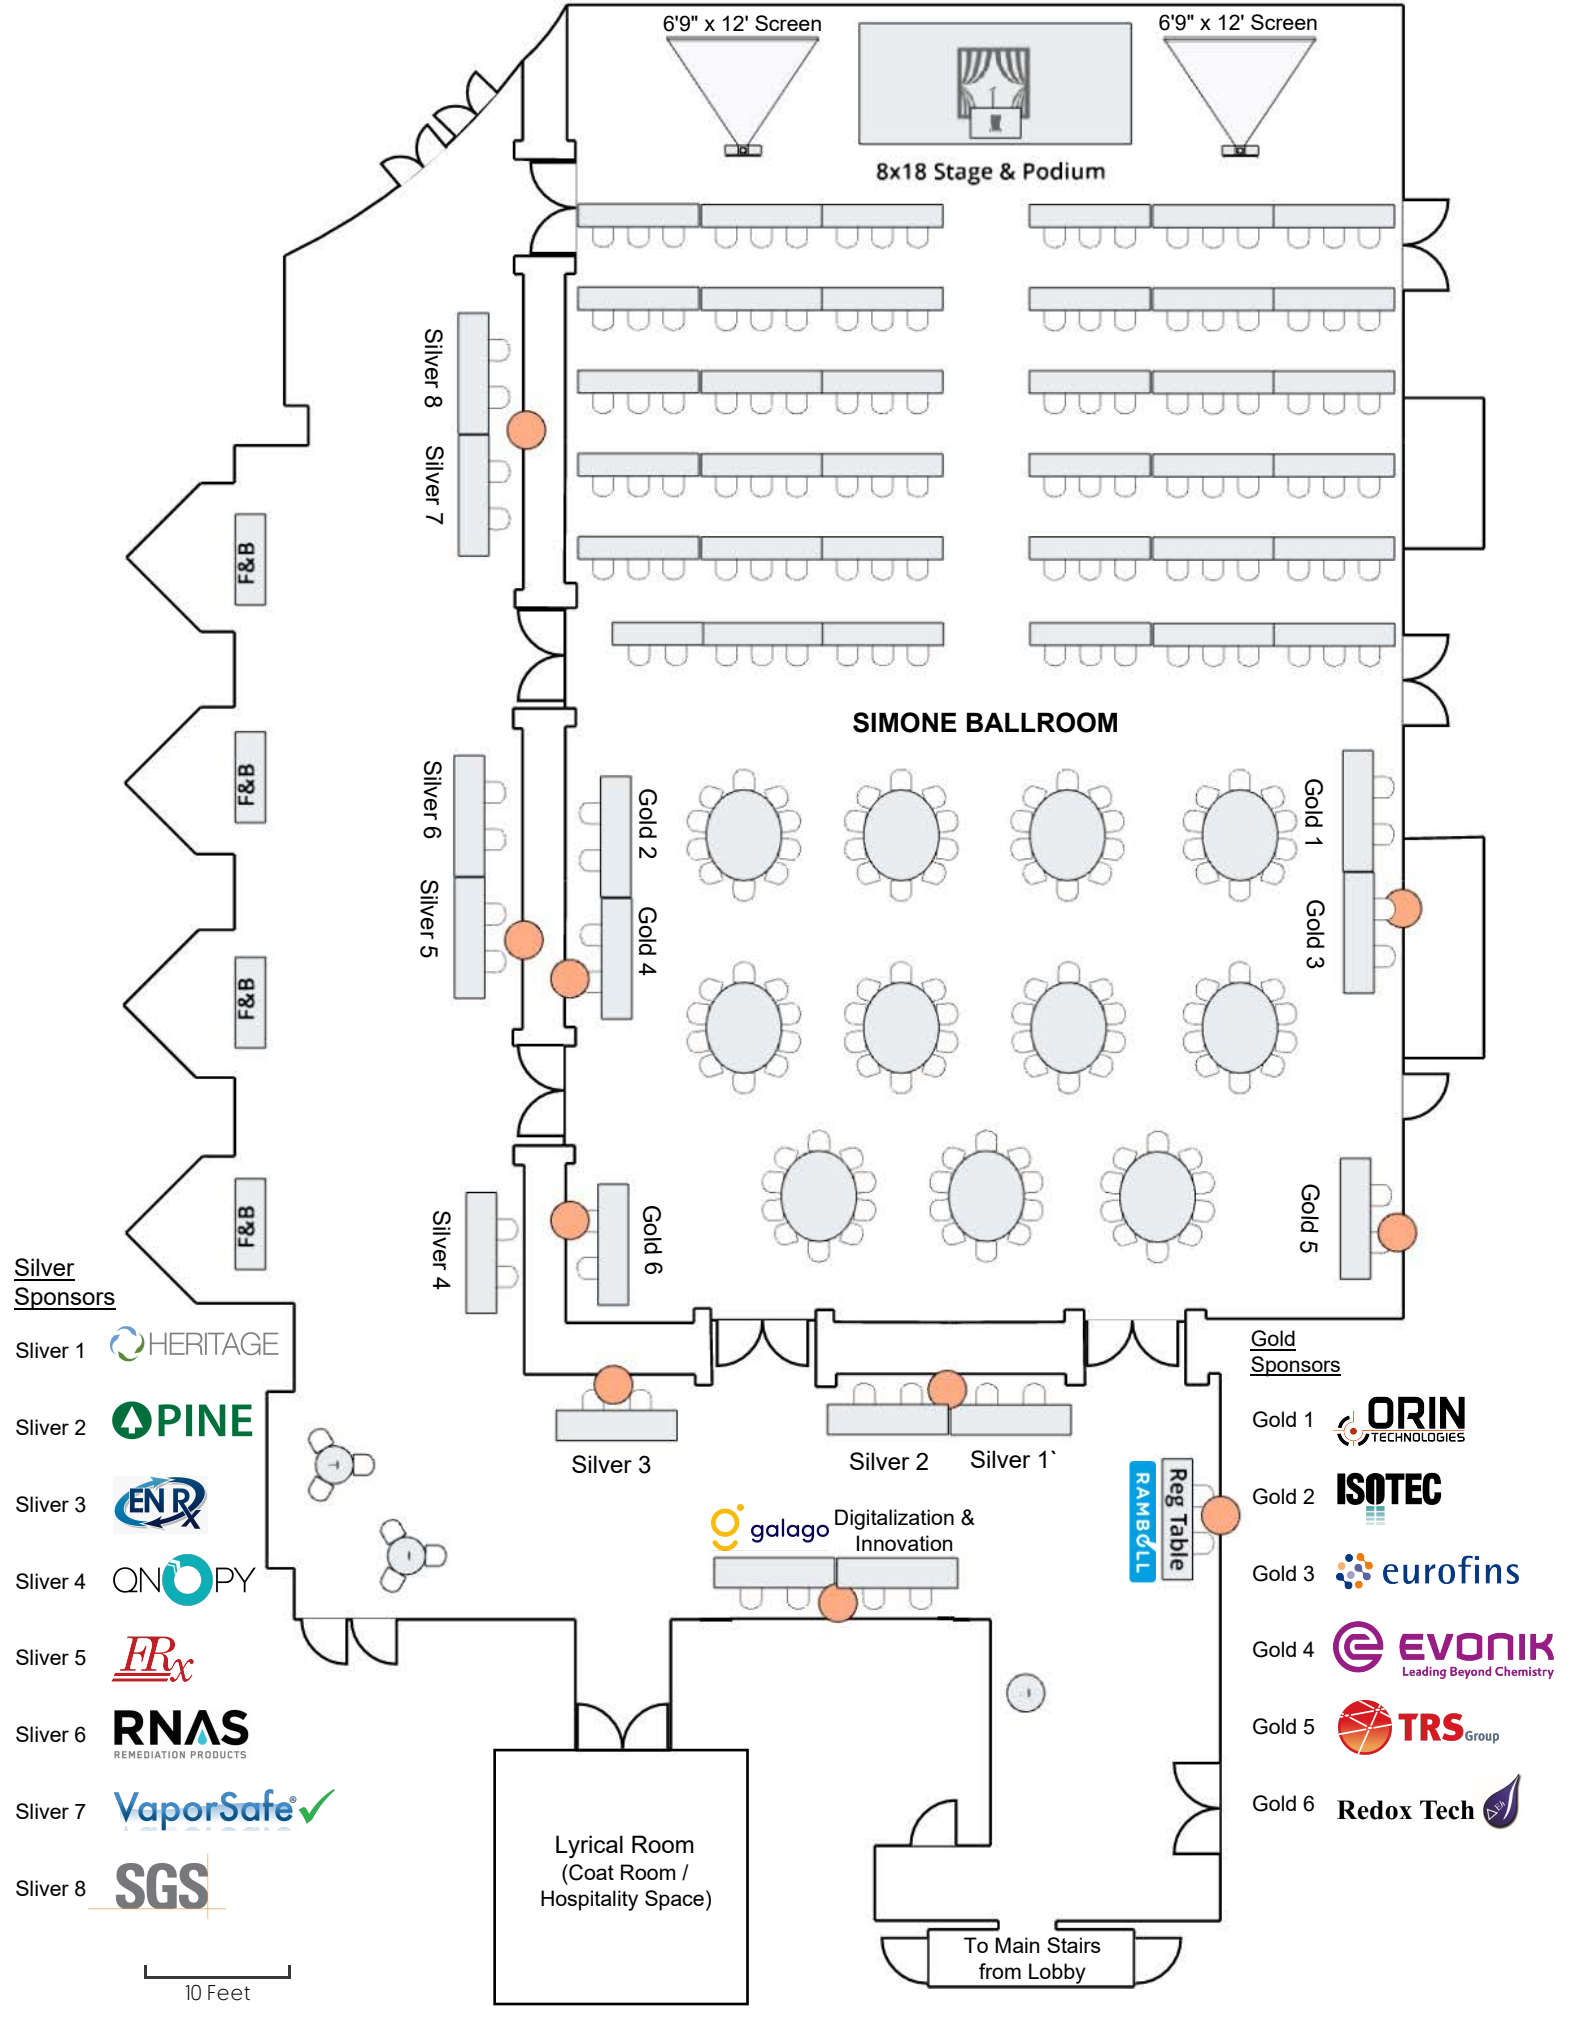 6'9" x 12' Screen
6'9" x 12' Screen
8x18 Stage & Podium
Silver 8
Silver 7
F&B
SIMONE BALLROOM
F&B
Silver 6
Gold 2
Gold 1
Silver 5
Gold 4
Gold 3
F&B
F&B
Silver 4
Gold 6
Gold 5
Silver
Sponsors
Sliver 1
HERITAGE
Sliver 2
PINE
Sliver 3
EN Rx
Sliver 4
QNOPY
Sliver 5
FRx
Sliver 6
RNAS
REMEDIATION PRODUCTS
Sliver 7
VaporSafe®
Sliver 8
SGS
10 Feet
Silver 3
Silver 2
Silver 1`
galago
Digitalization &
Innovation
RAMBOLL
Reg Table
Lyrical Room
(Coat Room /
Hospitality Space)
To Main Stairs
from Lobby
Gold
Sponsors
Gold 1
ORIN
TECHNOLOGIES
Gold 2
ISOTEC
Gold 3
eurofins
Gold 4
EVONIK
Leading Beyond Chemistry
Gold 5
TRS Group
Gold 6
Redox Tech
ΔEh